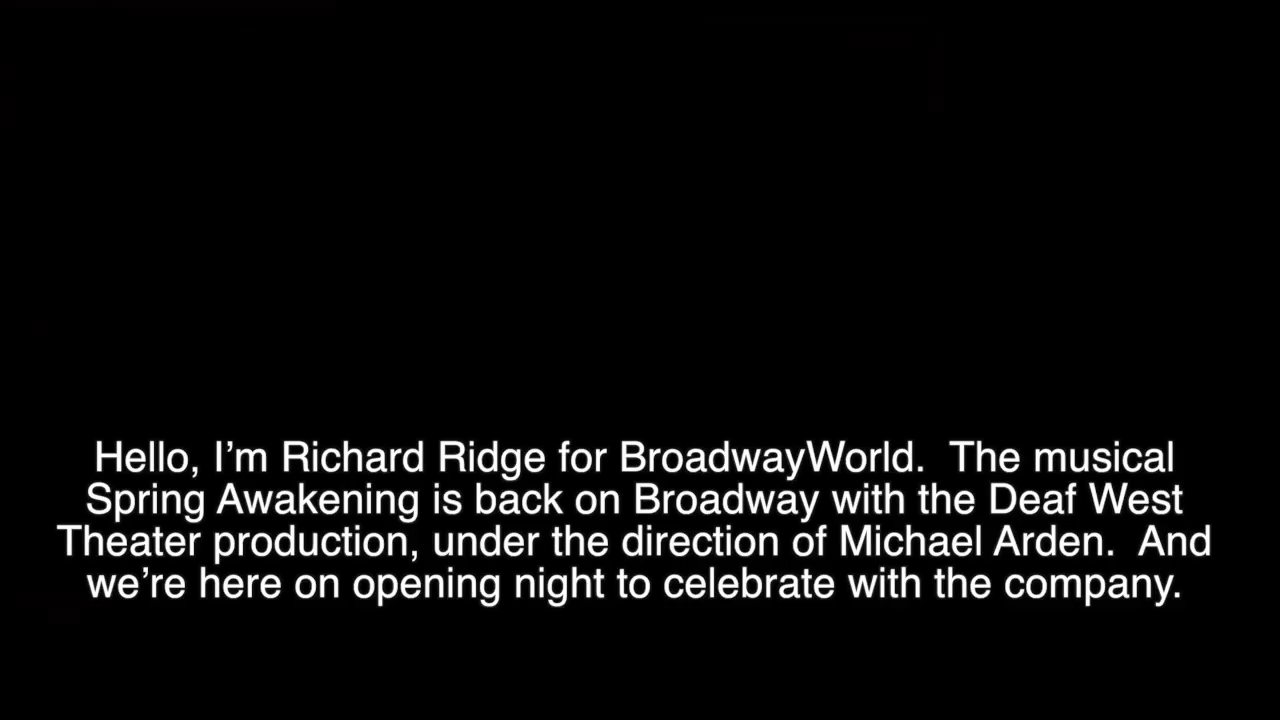 Hello, I’m Richard Ridge for BroadwayWorld.  The musical
Spring Awakening is back on Broadway with the Deaf West
Theater production, under the direction of Michael Arden.  And
we’re here on opening night to celebrate with the company.